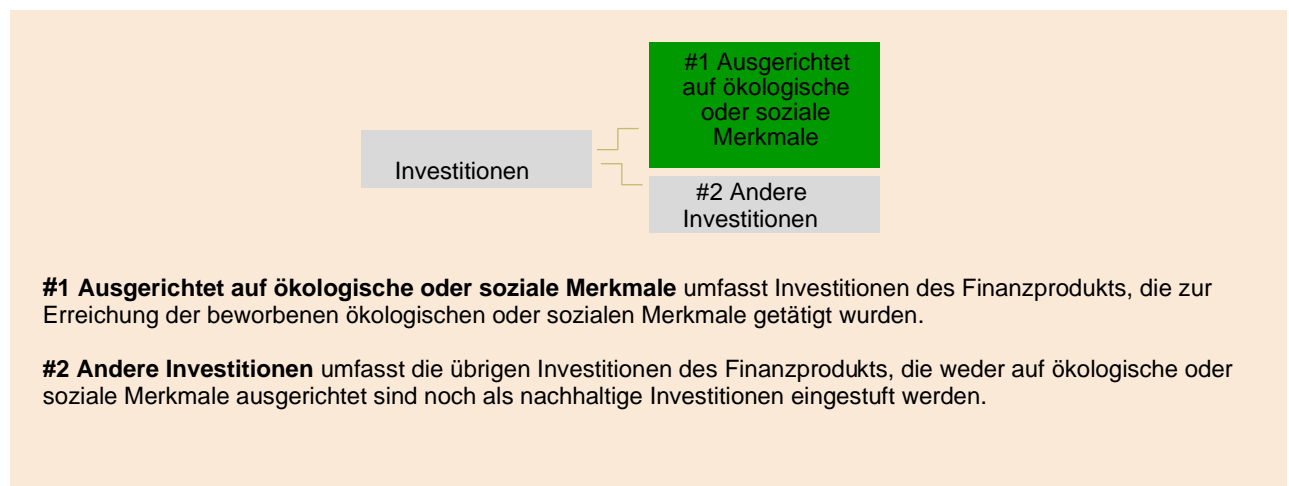 #1 Ausgerichtet
auf ökologische
oder soziale
Merkmale
Investitionen
#2 Andere
Investitionen
#1 Ausgerichtet auf ökologische oder soziale Merkmale umfasst Investitionen des Finanzprodukts, die zur
Erreichung der beworbenen ökologischen oder sozialen Merkmale getätigt wurden.
#2 Andere Investitionen umfasst die übrigen Investitionen des Finanzprodukts, die weder auf ökologische oder
soziale Merkmale ausgerichtet sind noch als nachhaltige Investitionen eingestuft werden.